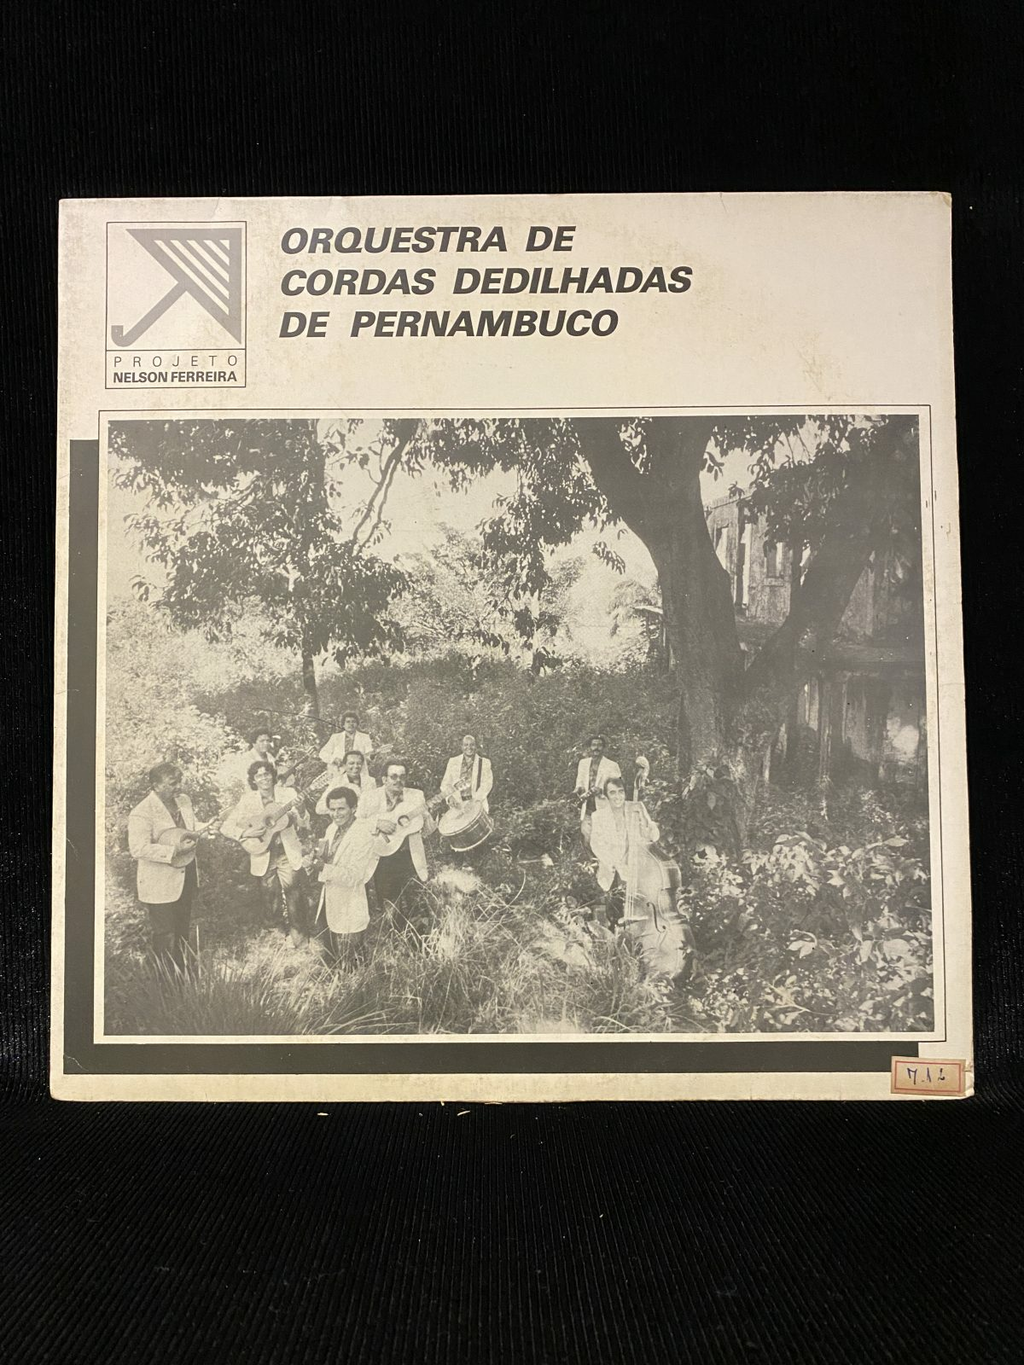 ORQUESTRA DE
CORDAS DEDILHADAS
DE PERNAMBUCO
PROJETO
NELSON FERREIRA